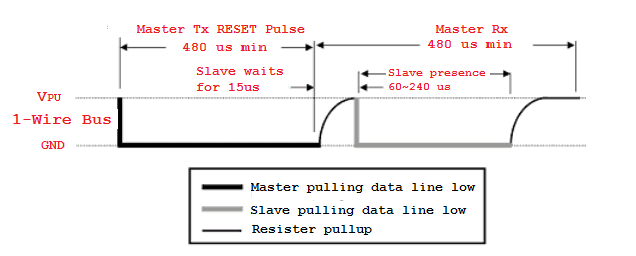 Master Tx RESET Pulse
480 us min
Master Rx
480 us min
Slave waits
for 15us
Slave presence
60~240 us
VPU
1-Wire Bus
GND
Master pulling data line low
Slave pulling data line low
Resister pullup